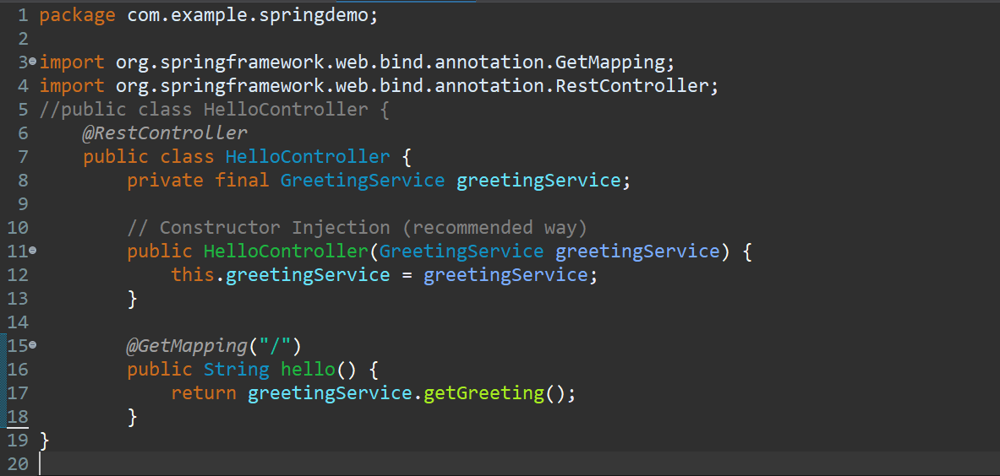 1 package com.example.springdemo;
2
3 import org.springframework.web.bind.annotation.GetMapping;
4 import org.springframework.web.bind.annotation.RestController;
5 //public class HelloController {
6     @RestController
7     public class HelloController {
8         private final GreetingService greetingService;
9
10         // Constructor Injection (recommended way)
11         public HelloController(GreetingService greetingService) {
12             this.greetingService = greetingService;
13         }
14
15         @GetMapping("/")
16         public String hello() {
17             return greetingService.getGreeting();
18         }
19 }
20